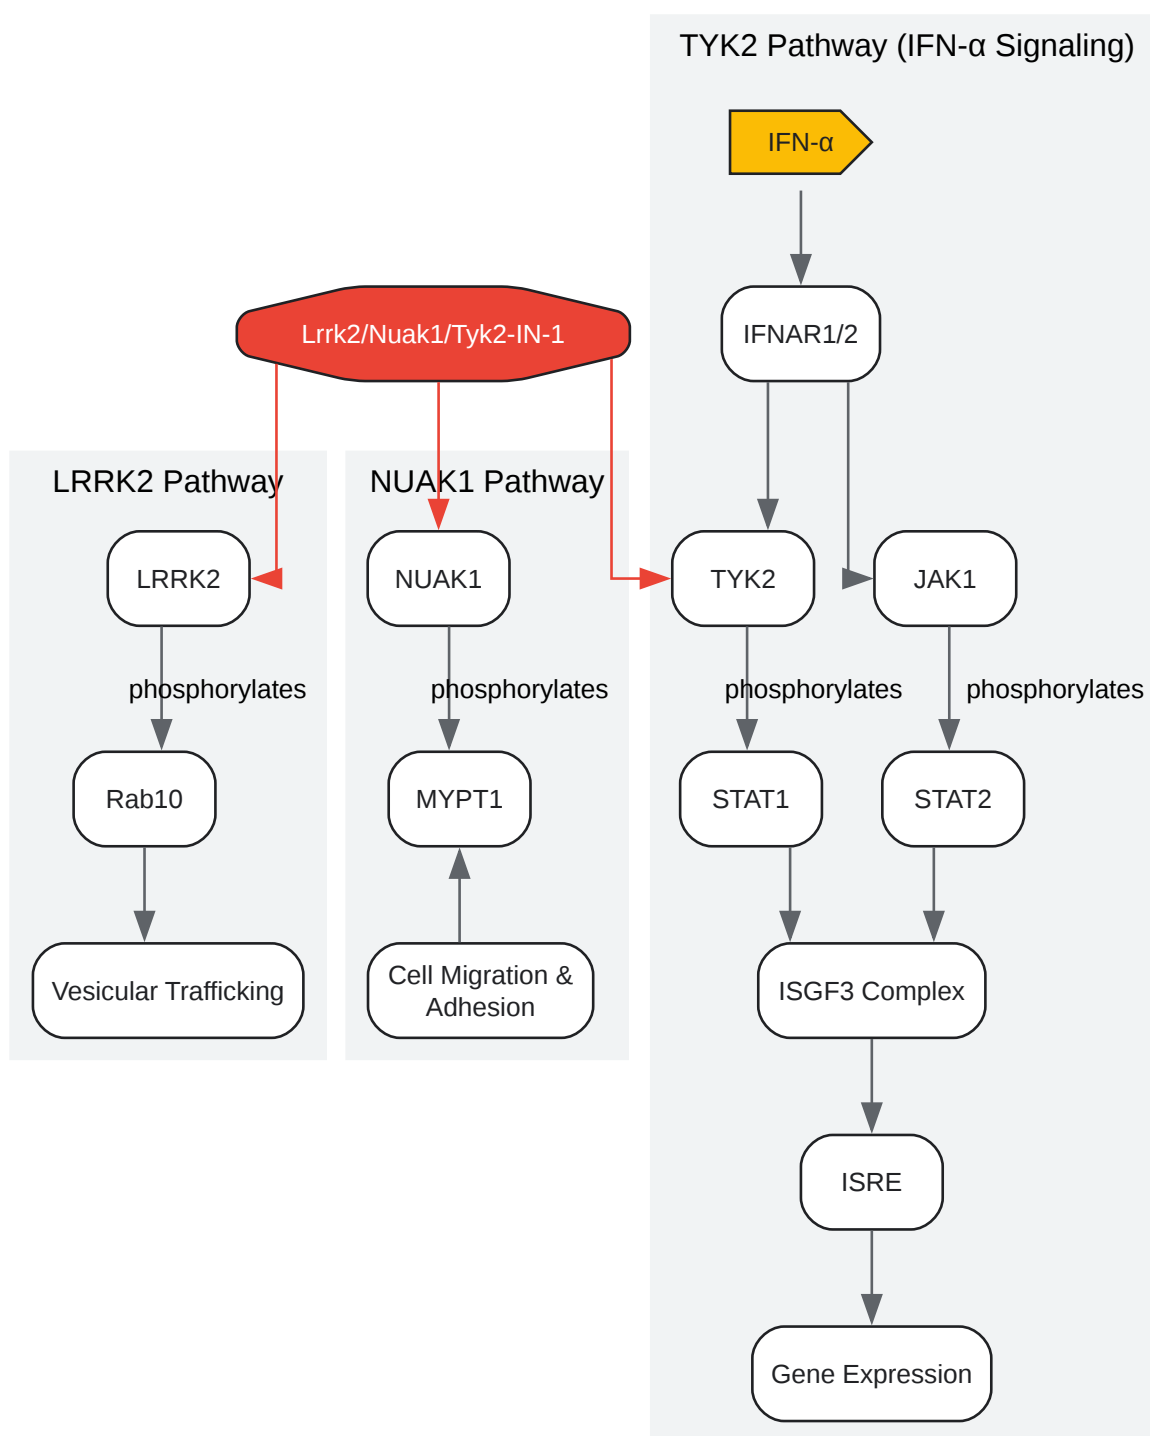 TYK2 Pathway (IFN-α Signaling)
IFN-α
Lrrk2/Nuak1/Tyk2-IN-1
IFNAR1/2
LRRK2 Pathway
NUAK1 Pathway
LRRK2
NUAK1
TYK2
JAK1
phosphorylates
phosphorylates
phosphorylates
phosphorylates
Rab10
MYPT1
STAT1
STAT2
Vesicular Trafficking
Cell Migration &
Adhesion
ISGF3 Complex
ISRE
Gene Expression